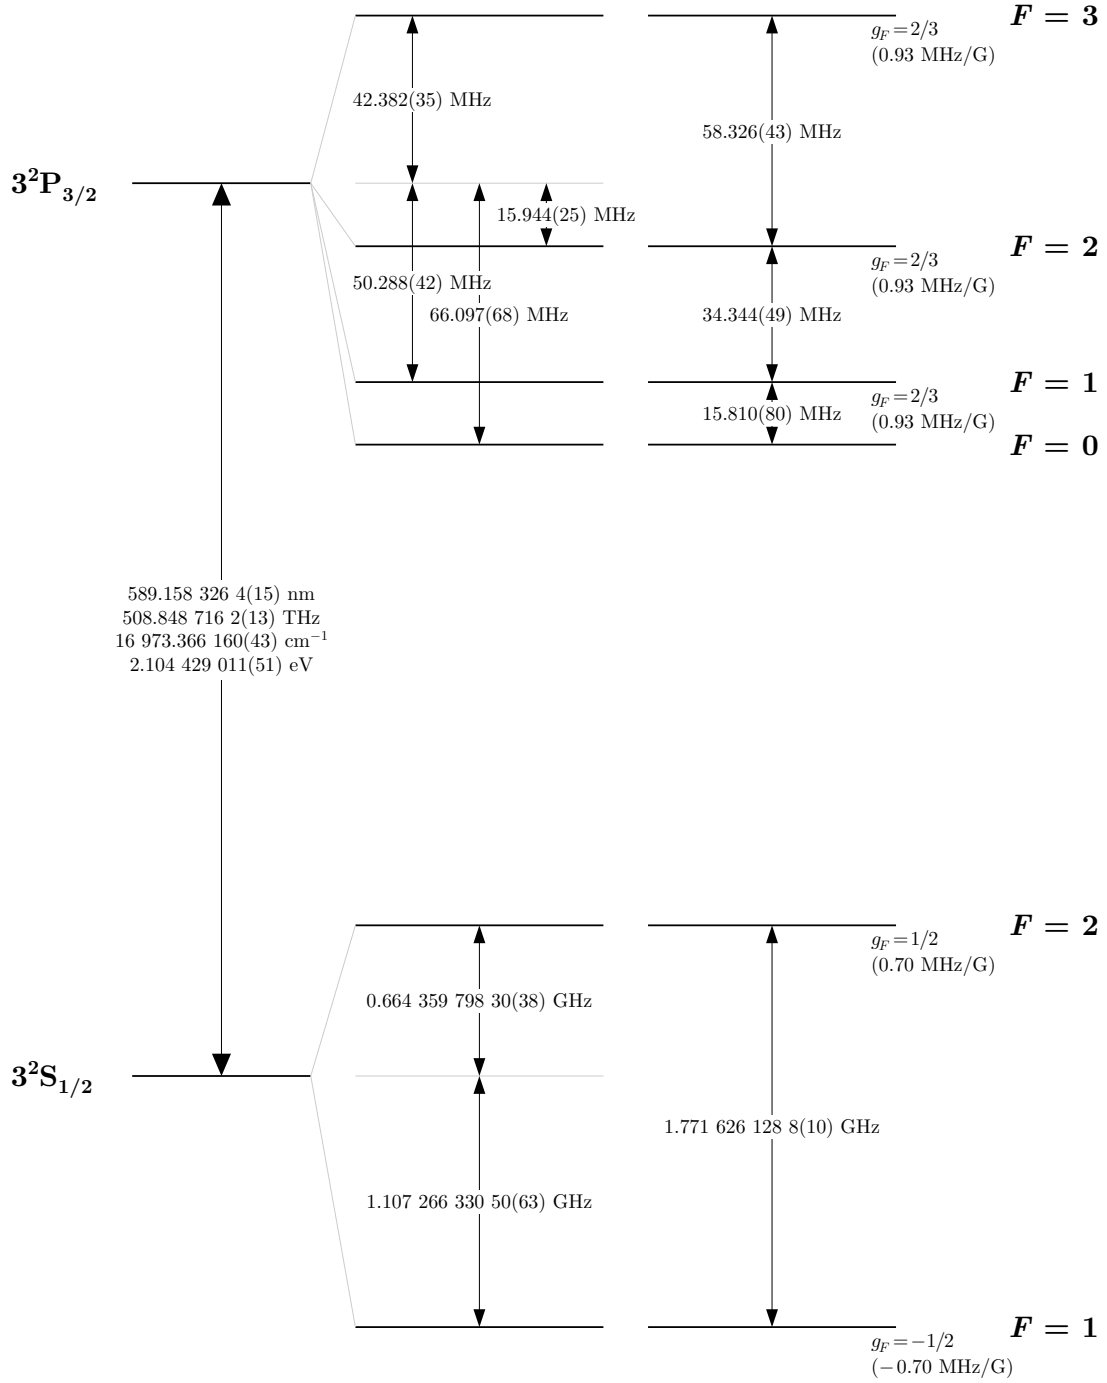 F = 3
g_F = 2/3
(0.93 MHz/G)
42.382(35) MHz
58.326(43) MHz
3²P₃/₂
15.944(25) MHz
F = 2
g_F = 2/3
(0.93 MHz/G)
50.288(42) MHz
66.097(68) MHz
34.344(49) MHz
F = 1
g_F = 2/3
(0.93 MHz/G)
15.810(80) MHz
F = 0
589.158 326 4(15) nm
508.848 716 2(13) THz
16 973.366 160(43) cm⁻¹
2.104 429 011(51) eV
F = 2
g_F = 1/2
(0.70 MHz/G)
0.664 359 798 30(38) GHz
3²S₁/₂
1.771 626 128 8(10) GHz
1.107 266 330 50(63) GHz
F = 1
g_F = −1/2
(−0.70 MHz/G)